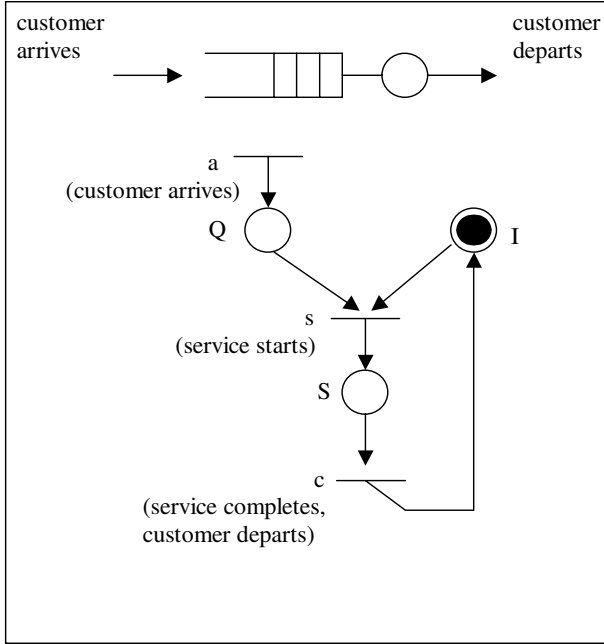 customer
arrives
customer
departs
a
(customer arrives)
Q
I
s
(service starts)
S
c
(service completes,
customer departs)